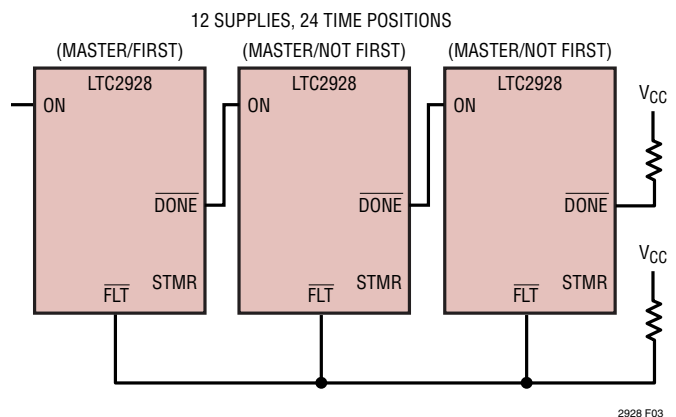 12 SUPPLIES, 24 TIME POSITIONS
(MASTER/FIRST) (MASTER/NOT FIRST) (MASTER/NOT FIRST)
LTC2928 LTC2928 LTC2928
VCC
ON ON ON
DONE DONE DONE
VCC
STMR STMR STMR
FLT FLT FLT
2928 F03